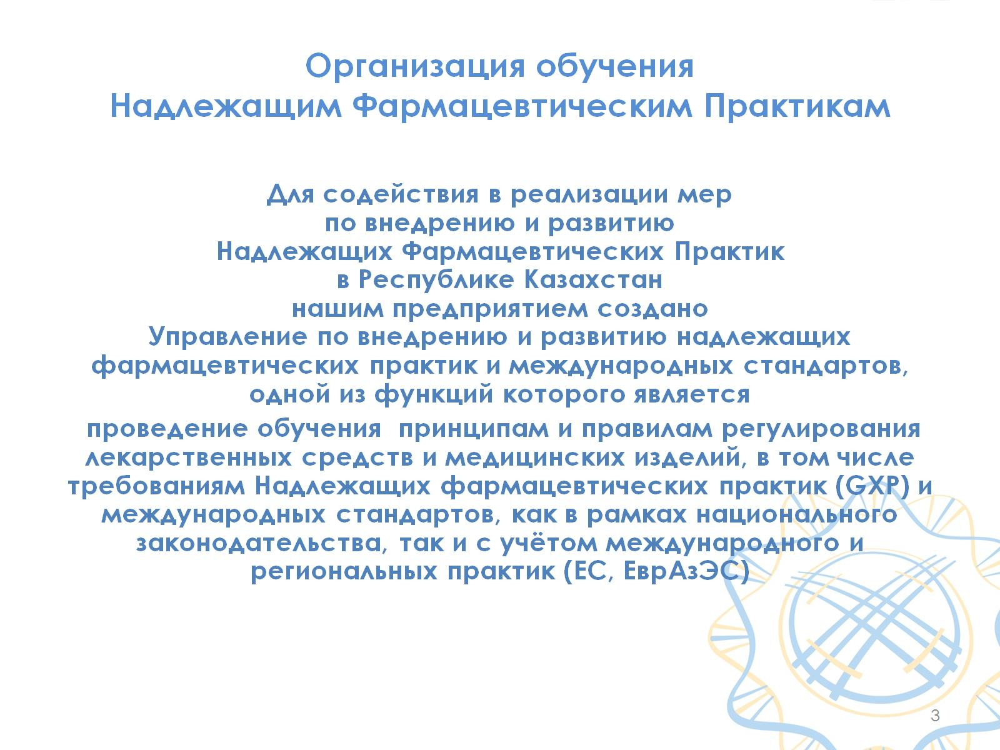 Организация обучения
Надлежащим Фармацевтическим Практикам
Для содействия в реализации мер
по внедрению и развитию
Надлежащих Фармацевтических Практик
в Республике Казахстан
нашим предприятием создано
Управление по внедрению и развитию надлежащих
фармацевтических практик и международных стандартов,
одной из функций которого является
проведение обучения принципам и правилам регулирования
лекарственных средств и медицинских изделий, в том числе
требованиям Надлежащих фармацевтических практик (GXP) и
международных стандартов, как в рамках национального
законодательства, так и с учётом международного и
региональных практик (ЕС, ЕврАзЭС)
3